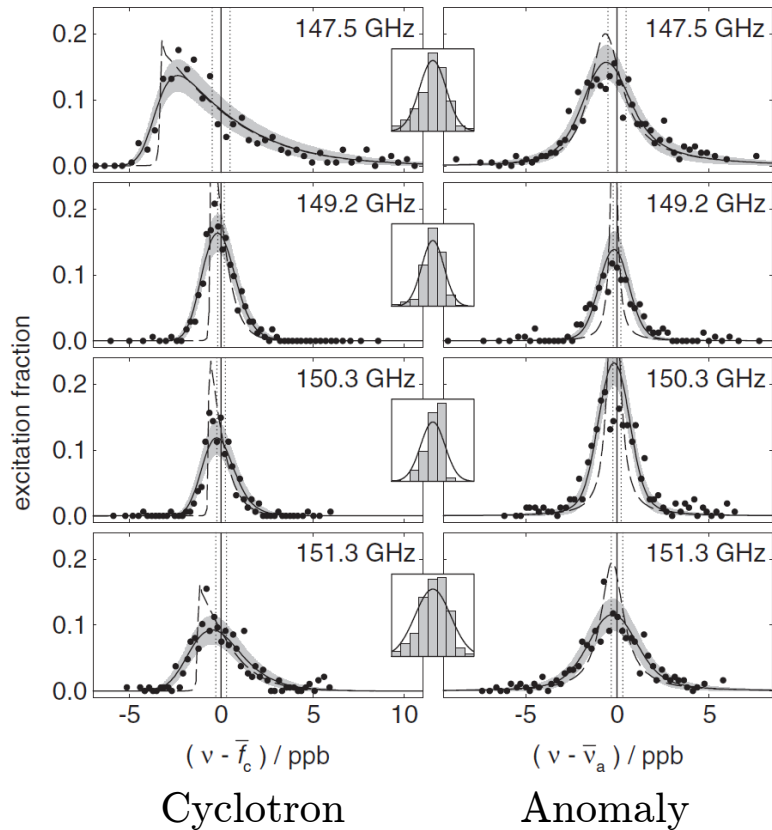 147.5 GHz
147.5 GHz
0.2
0.1
0.0
149.2 GHz
149.2 GHz
0.2
0.1
0.0
150.3 GHz
150.3 GHz
0.2
0.1
0.0
151.3 GHz
151.3 GHz
0.2
0.1
0.0
excitation fraction
-5 0 5 10
-5 0 5
( ν - f̅c ) / ppb
( ν - ν̅a ) / ppb
Cyclotron
Anomaly